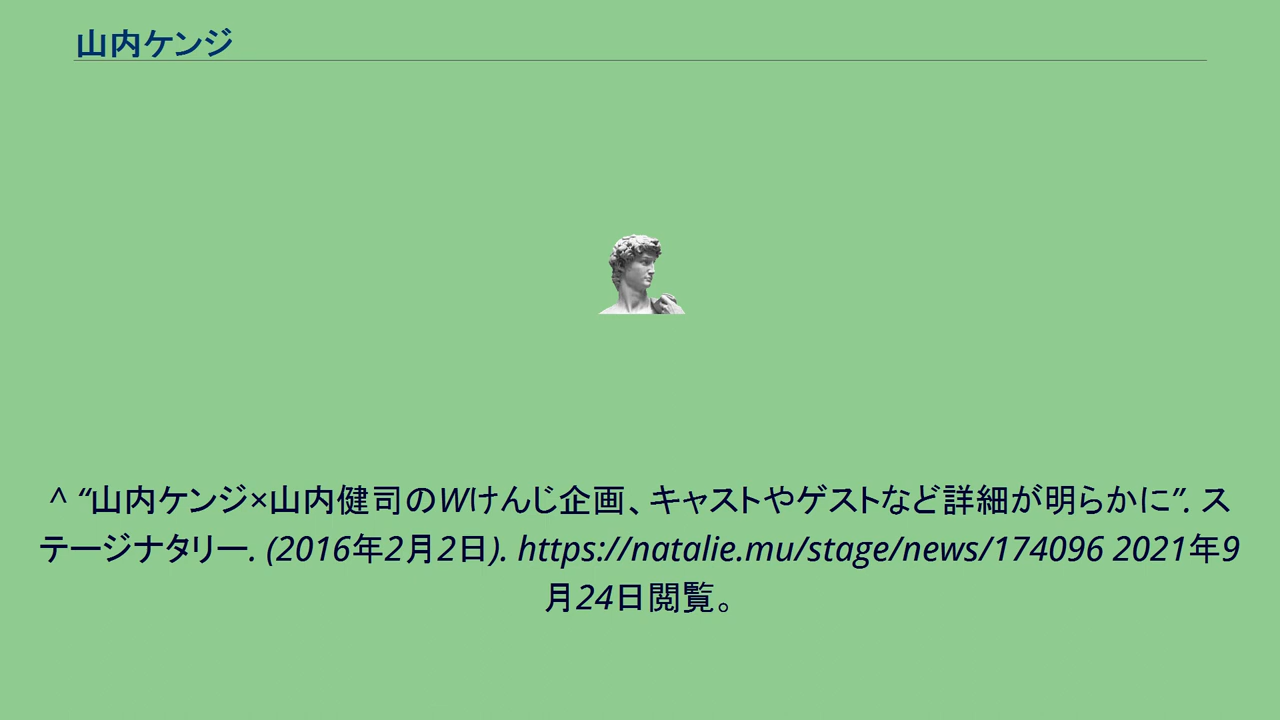 山内ケンジ
^ “山内ケンジ×山内健司のWけんじ企画、キャストやゲストなど詳細が明らかに”. ス
テージナタリー. (2016年2月2日). https://natalie.mu/stage/news/174096 2021年9
月24日閲覧。